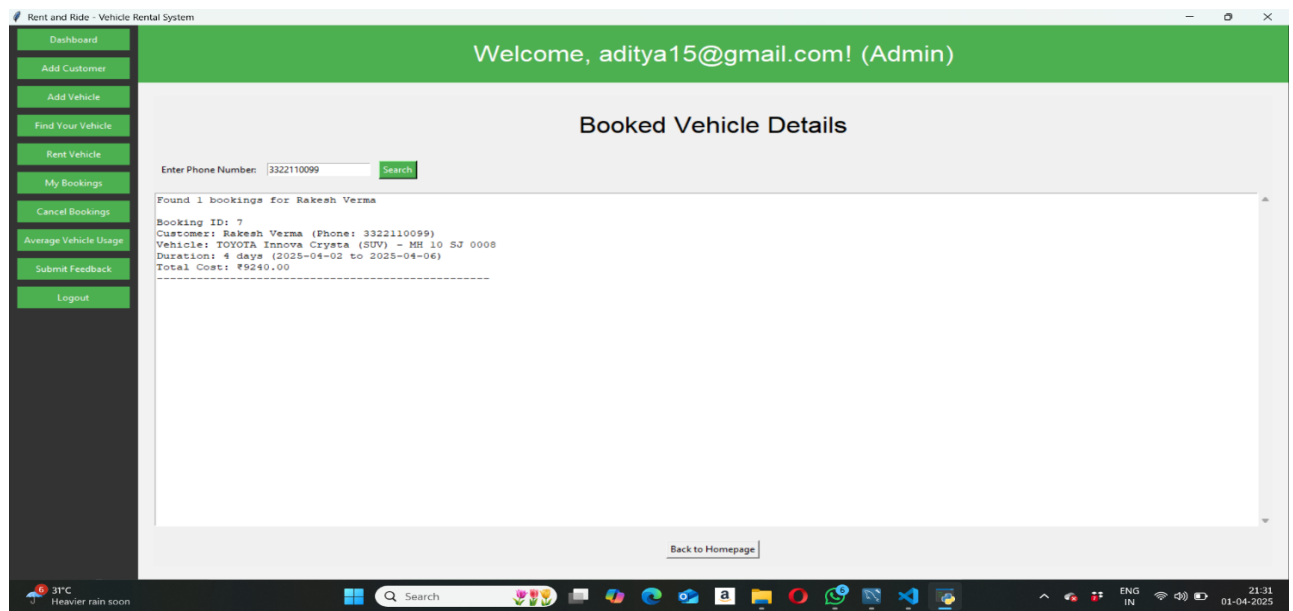 Rent and Ride - Vehicle Rental System
Dashboard
Add Customer
Add Vehicle
Find Your Vehicle
Rent Vehicle
My Bookings
Cancel Bookings
Average Vehicle Usage
Submit Feedback
Logout
Welcome, aditya15@gmail.com! (Admin)
Booked Vehicle Details
Enter Phone Number: 3322110099 Search
Found 1 bookings for Rakesh Verma
Booking ID: 7
Customer: Rakesh Verma (Phone: 3322110099)
Vehicle: TOYOTA Innova Crysta (SUV) - MH 10 SJ 0008
Duration: 4 days (2025-04-02 to 2025-04-06)
Total Cost: ₹9240.00
--------------------------------------------------
Back to Homepage
6
31°C
Heavier rain soon
Search
a
6
ENG
IN
21:31
01-04-2025